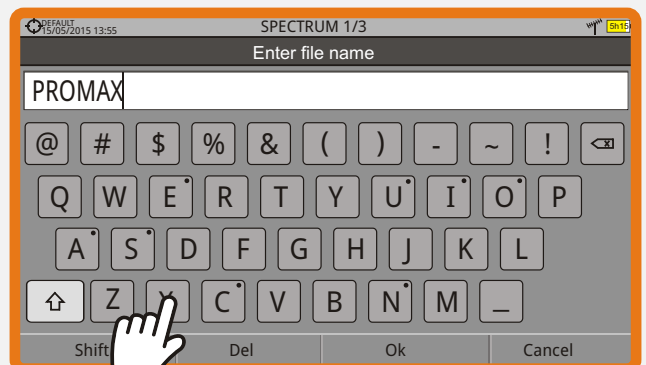 DEFAULT
15/05/2015 13:55 SPECTRUM 1/3 5h15
Enter file name
PROMAX
@ # $ % & ( ) - ~ !
Q W E R T Y U I O P
A S D F G H J K L
Z X C V B N M _
Shift Del Ok Cancel